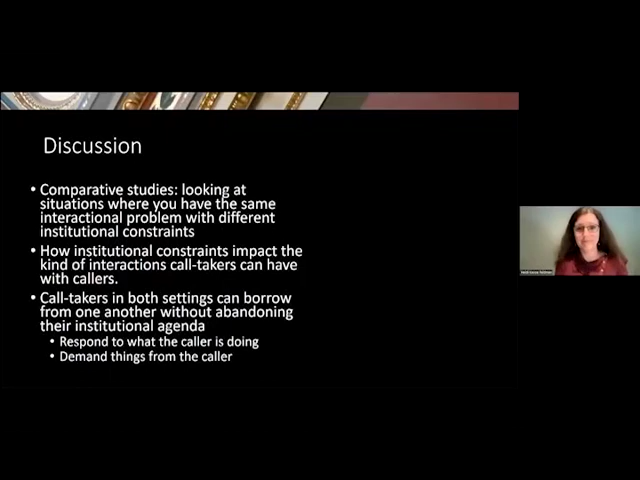 Discussion
• Comparative studies: looking at
situations where you have the same
interactional problem with different
institutional constraints
• How institutional constraints impact the
kind of interactions call-takers can have
with callers.
• Call-takers in both settings can borrow
from one another without abandoning
their institutional agenda
• Respond to what the caller is doing
• Demand things from the caller